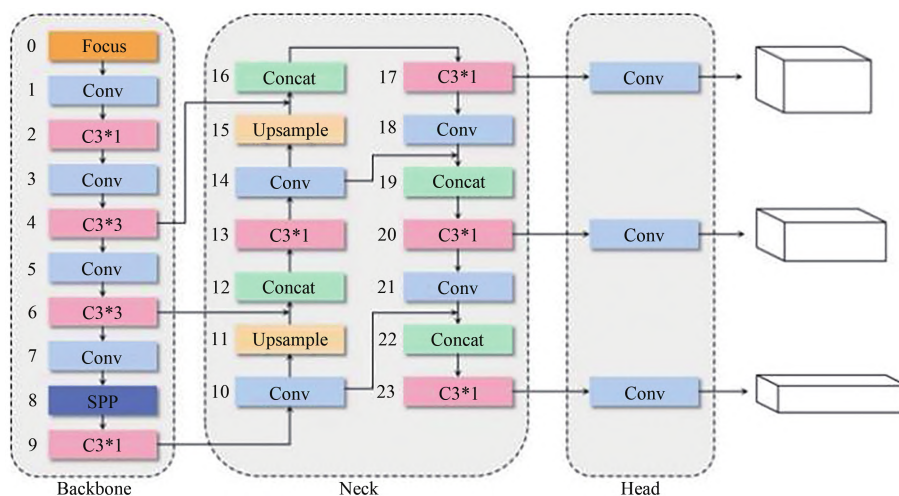 0 Focus
1 Conv
2 C3*1
3 Conv
4 C3*3
5 Conv
6 C3*3
7 Conv
8 SPP
9 C3*1
Backbone
16 Concat
15 Upsample
14 Conv
13 C3*1
12 Concat
11 Upsample
10 Conv
17 C3*1
18 Conv
19 Concat
20 C3*1
21 Conv
22 Concat
23 C3*1
Neck
Conv
Conv
Conv
Head